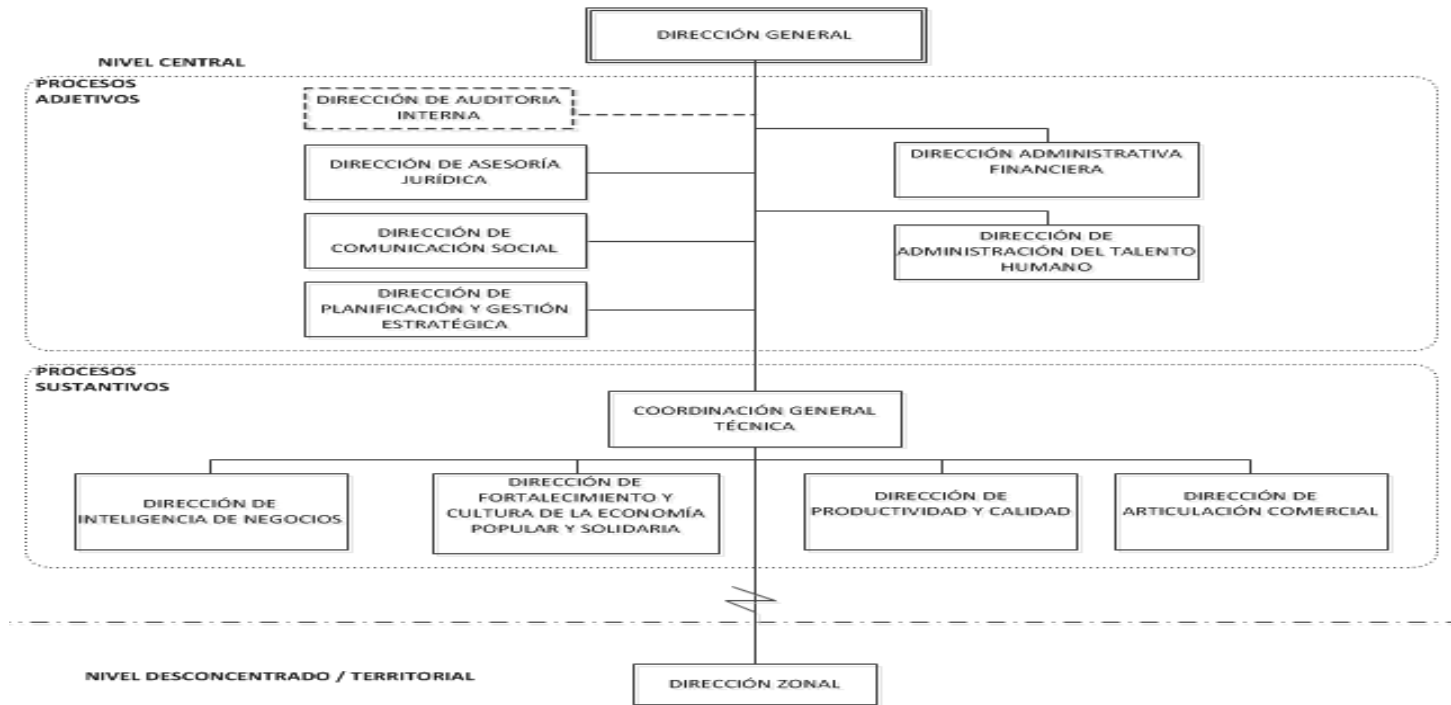 DIRECCIÓN GENERAL
NIVEL CENTRAL
PROCESOS
ADJETIVOS
DIRECCIÓN DE AUDITORIA
INTERNA
DIRECCIÓN DE ASESORÍA
JURÍDICA
DIRECCIÓN DE
COMUNICACIÓN SOCIAL
DIRECCIÓN DE
PLANIFICACIÓN Y GESTIÓN
ESTRATÉGICA
DIRECCIÓN ADMINISTRATIVA
FINANCIERA
DIRECCIÓN DE
ADMINISTRACIÓN DEL TALENTO
HUMANO
PROCESOS
SUSTANTIVOS
COORDINACIÓN GENERAL
TÉCNICA
DIRECCIÓN DE
INTELIGENCIA DE NEGOCIOS
DIRECCIÓN DE
FORTALECIMIENTO Y
CULTURA DE LA ECONOMÍA
POPULAR Y SOLIDARIA
DIRECCIÓN DE
PRODUCTIVIDAD Y CALIDAD
DIRECCIÓN DE
ARTICULACIÓN COMERCIAL
NIVEL DESCONCENTRADO / TERRITORIAL
DIRECCIÓN ZONAL